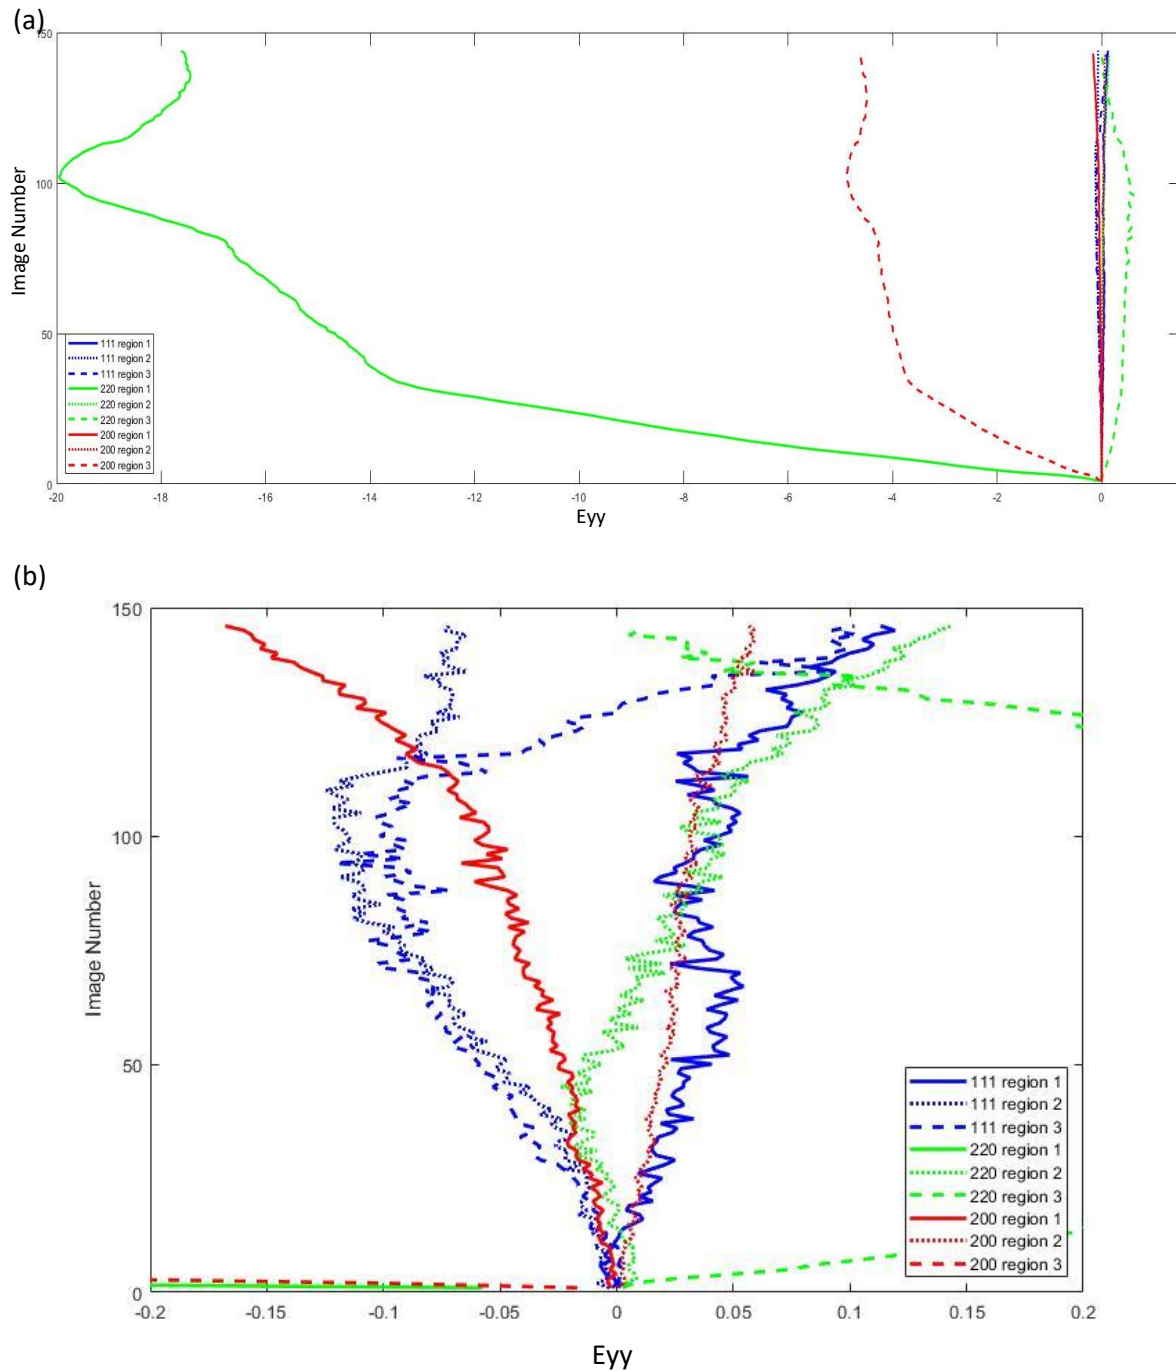 (a)
150
100
50
0
Image Number
111 region 1
111 region 2
111 region 3
220 region 1
220 region 2
220 region 3
200 region 1
200 region 2
200 region 3
-20 -18 -16 -14 -12 -10 -8 -6 -4 -2 0
Eyy
(b)
150
100
50
0
Image Number
111 region 1
111 region 2
111 region 3
220 region 1
220 region 2
220 region 3
200 region 1
200 region 2
200 region 3
-0.2 -0.15 -0.1 -0.05 0 0.05 0.1 0.15 0.2
Eyy